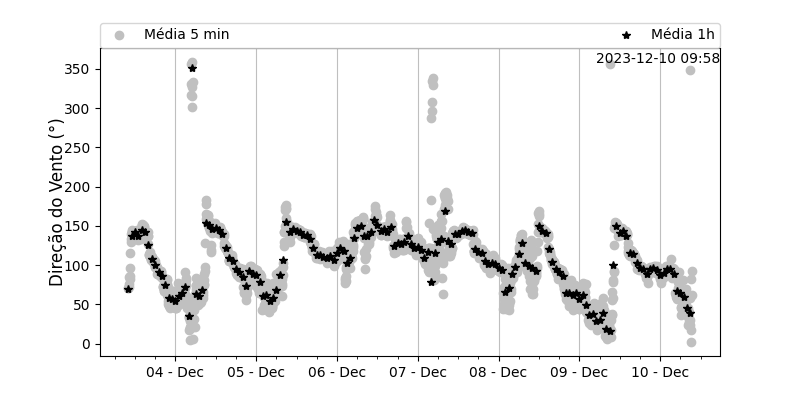 Média 5 min
Média 1h
2023-12-10 09:58
Direção do Vento (°)
350
300
250
200
150
100
50
0
04 - Dec
05 - Dec
06 - Dec
07 - Dec
08 - Dec
09 - Dec
10 - Dec